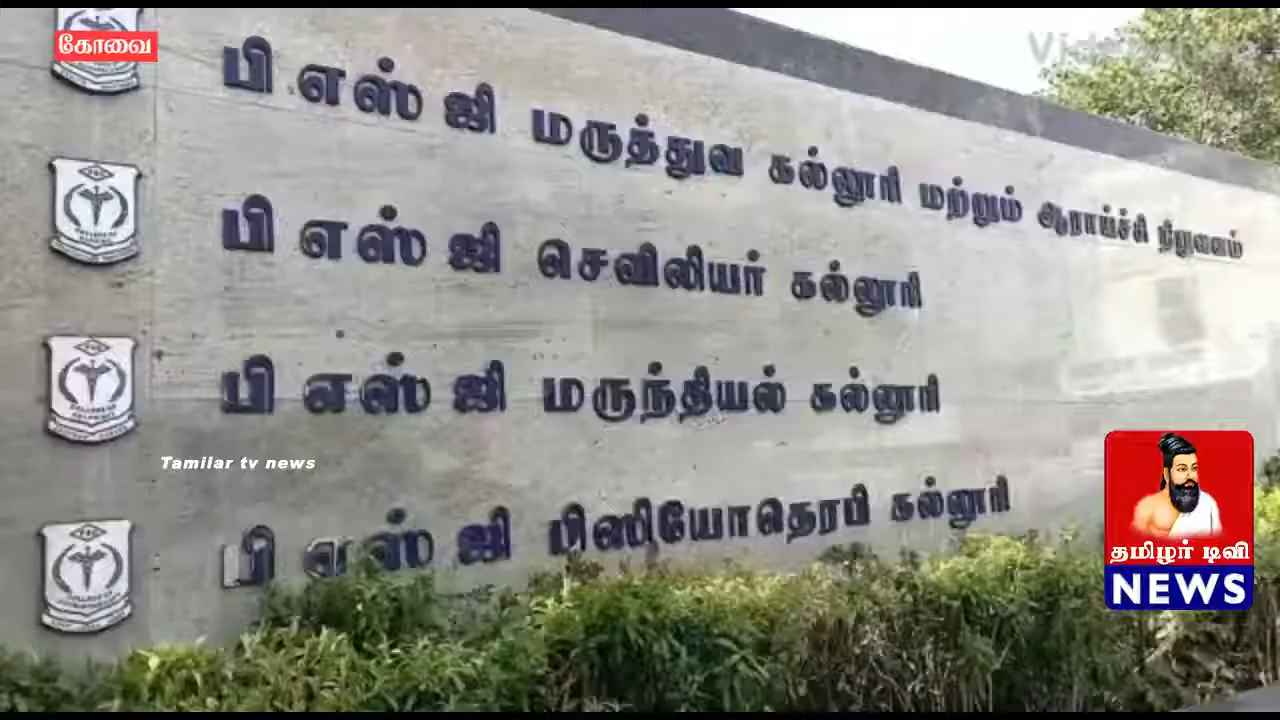 கோவை
பி எஸ் ஜி மருத்துவ கல்லூரி மற்றும் ஆராய்ச்சி நிறுவனம்
பி எஸ் ஜி செவிலியர் கல்லூரி
பி எஸ் ஜி மருந்தியல் கல்லூரி
Tamilar tv news
பி எஸ் ஜி பிஸியோதெரபி கல்லூரி
தமிழர் டிவி
NEWS